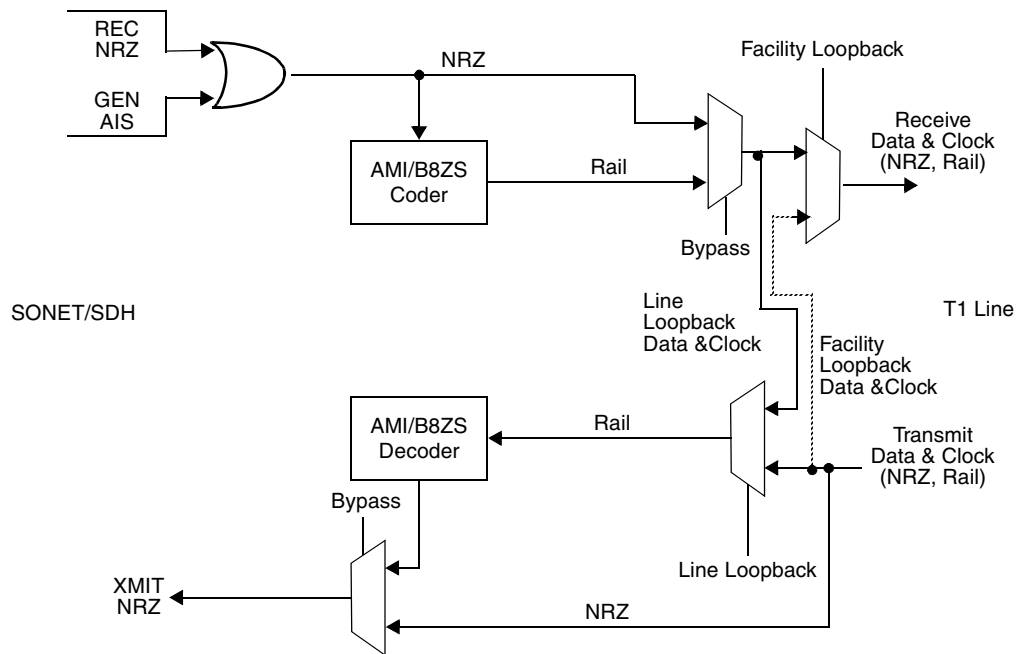 REC
NRZ
GEN
AIS
NRZ
Facility Loopback
Receive
Data & Clock
(NRZ, Rail)
AMI/B8ZS
Coder
Rail
Bypass
SONET/SDH
Line
Loopback
Data &Clock
T1 Line
Facility
Loopback
Data &Clock
AMI/B8ZS
Decoder
Rail
Transmit
Data & Clock
(NRZ, Rail)
Bypass
Line Loopback
XMIT
NRZ
NRZ